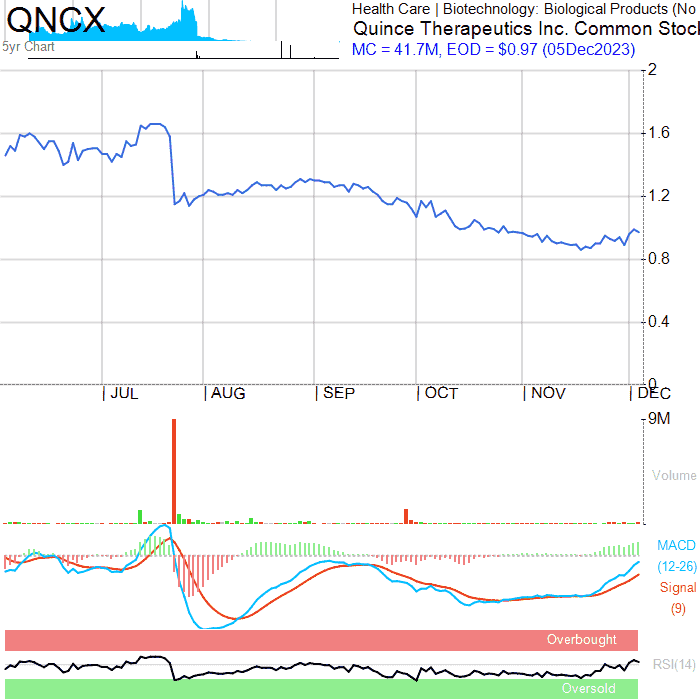 QNCX
5yr Chart
Health Care | Biotechnology: Biological Products (No
Quince Therapeutics Inc. Common Stock
MC = 41.7M, EOD = $0.97 (05Dec2023)
2
1.6
1.2
0.8
0.4
0
| JUL | AUG | SEP | OCT | NOV | DEC
9M
Volume
MACD
(12-26)
Signal
(9)
Overbought
RSI(14)
Oversold